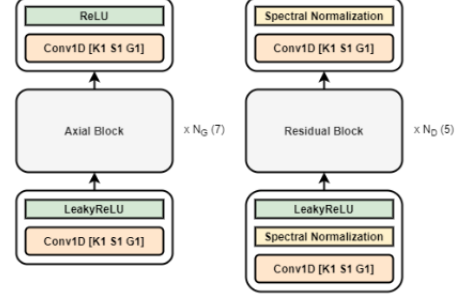 ReLU
Conv1D [K1 S1 G1]
Axial Block
x N_G (7)
LeakyReLU
Conv1D [K1 S1 G1]
Spectral Normalization
Conv1D [K1 S1 G1]
Residual Block
x N_D (5)
LeakyReLU
Spectral Normalization
Conv1D [K1 S1 G1]